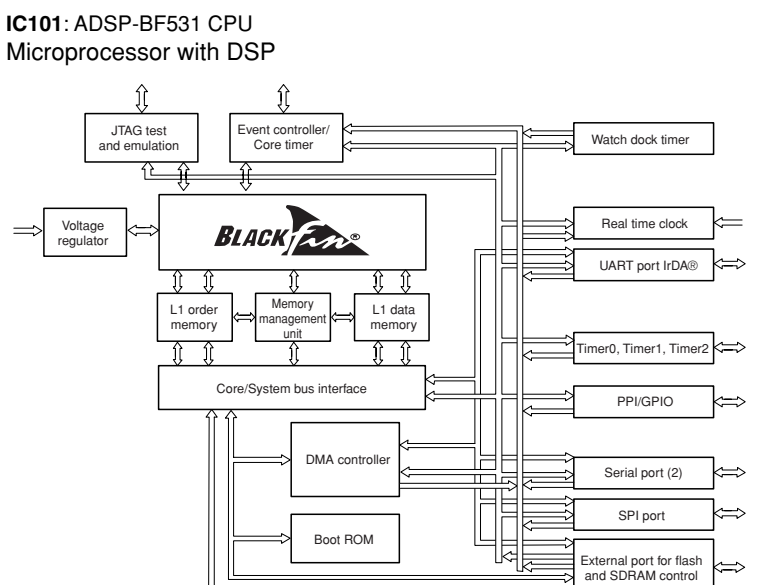 IC101: ADSP-BF531 CPU
Microprocessor with DSP
JTAG test
and emulation
Event controller/
Core timer
Watch dock timer
Voltage
regulator
BLACKfin®
Real time clock
UART port IrDA®
L1 order
memory
Memory
management
unit
L1 data
memory
Timer0, Timer1, Timer2
Core/System bus interface
PPI/GPIO
DMA controller
Serial port (2)
SPI port
Boot ROM
External port for flash
and SDRAM control